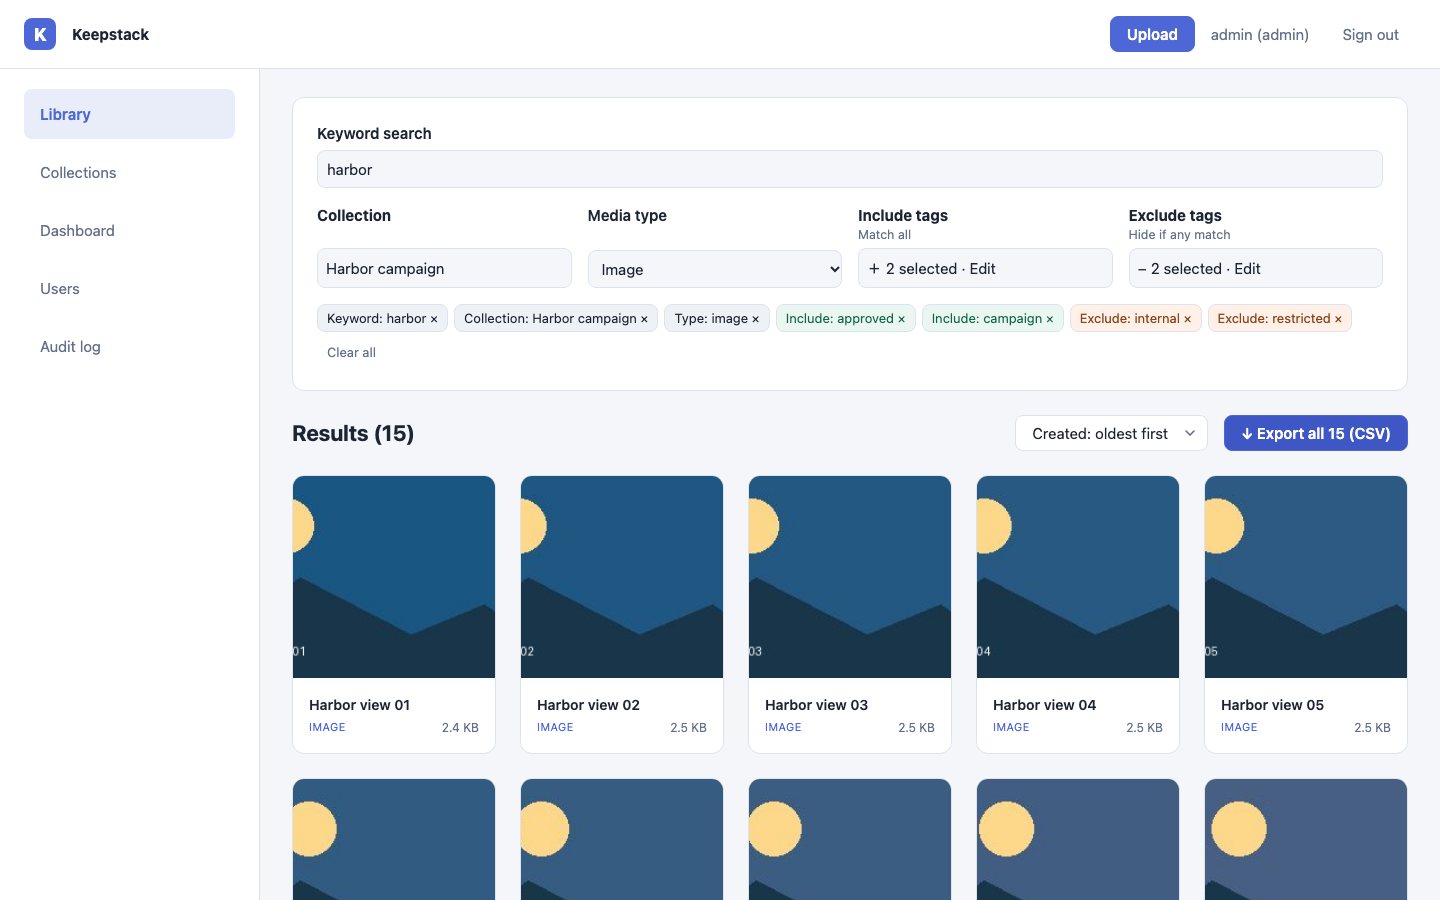 K Keepstack
Upload admin (admin) Sign out
Library
Collections
Dashboard
Users
Audit log
Keyword search
harbor
Collection Media type Include tags Exclude tags
Match all Hide if any match
Harbor campaign Image + 2 selected · Edit – 2 selected · Edit
Keyword: harbor × Collection: Harbor campaign × Type: image × Include: approved × Include: campaign × Exclude: internal × Exclude: restricted ×
Clear all
Results (15) Created: oldest first ↓ Export all 15 (CSV)
01 02 03 04 05
Harbor view 01 Harbor view 02 Harbor view 03 Harbor view 04 Harbor view 05
IMAGE 2.4 KB IMAGE 2.5 KB IMAGE 2.5 KB IMAGE 2.5 KB IMAGE 2.5 KB